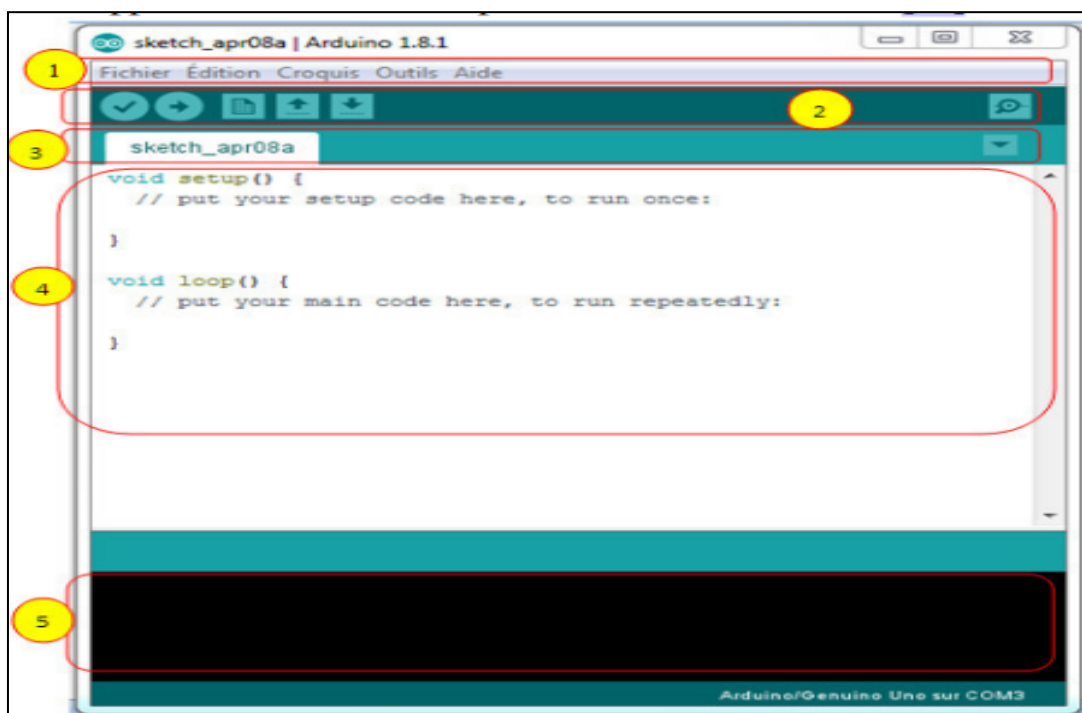 sketch_apr08a | Arduino 1.8.1
1
Fichier Édition Croquis Outils Aide
2
3
sketch_apr08a
void setup() {
// put your setup code here, to run once:
}
4
void loop() {
// put your main code here, to run repeatedly:
}
5
Arduino/Genuino Uno sur COM3